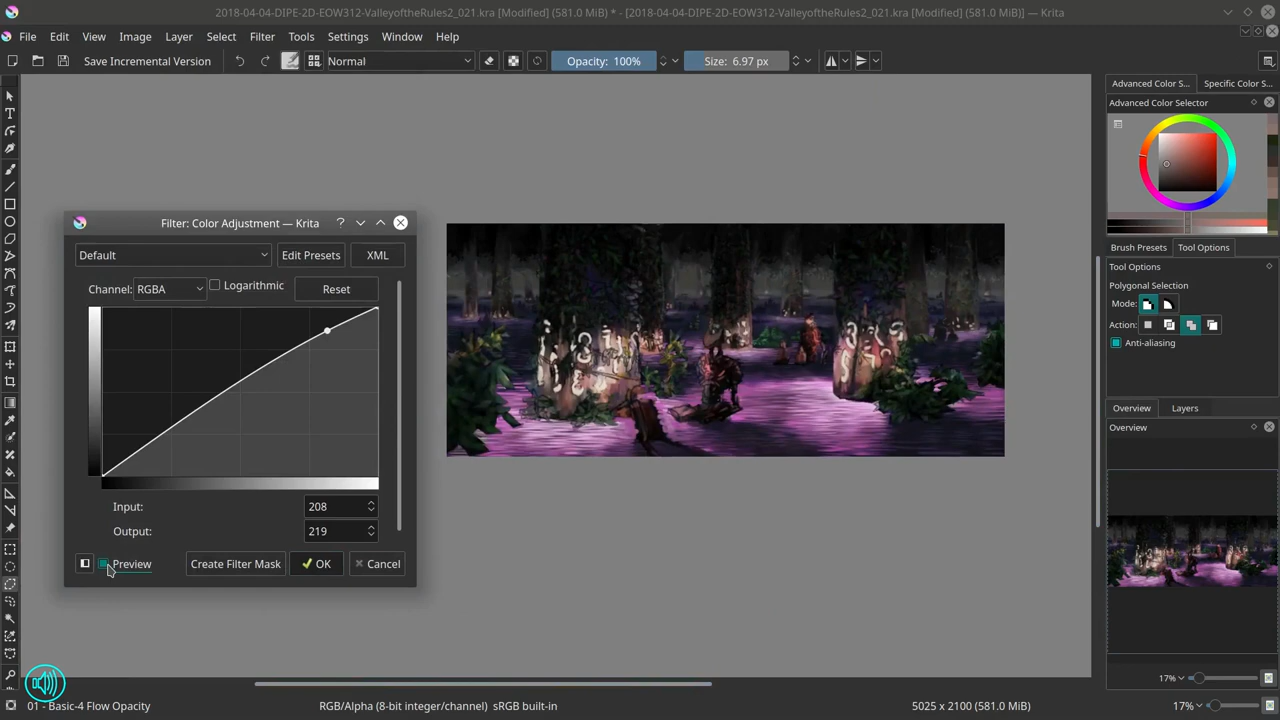 2018-04-04-DIPE-2D-EOW312-ValleyoftheRules2_021.kra [Modified] (581.0 MiB) * - [2018-04-04-DIPE-2D-EOW312-ValleyoftheRules2_021.kra [Modified] (581.0 MiB)] — Krita
File Edit View Image Layer Select Filter Tools Settings Window Help
Save Incremental Version Normal Opacity: 100% Size: 6.97 px
Advanced Color S... Specific Color S...
Advanced Color Selector
Filter: Color Adjustment — Krita
Default Edit Presets XML
Channel: RGBA Logarithmic Reset
Input: 208
Output: 219
Preview Create Filter Mask OK Cancel
Brush Presets Tool Options
Tool Options
Polygonal Selection
Mode:
Action:
Anti-aliasing
Overview Layers
Overview
17%
01 - Basic-4 Flow Opacity RGB/Alpha (8-bit integer/channel) sRGB built-in 5025 x 2100 (581.0 MiB) 17%